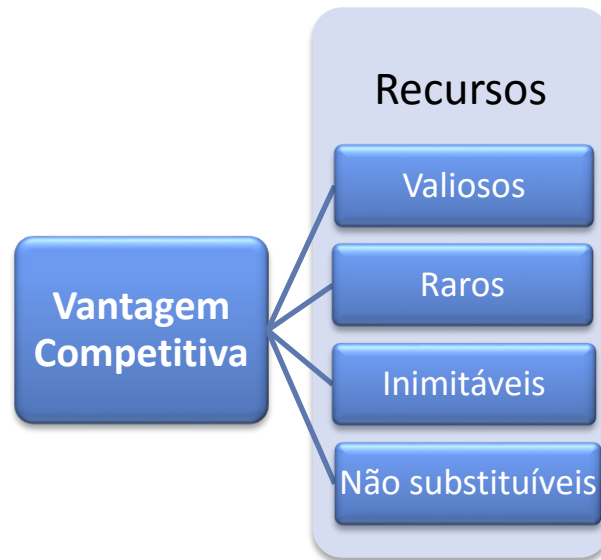 Recursos
Valiosos
Raros
Vantagem
Competitiva
Inimitáveis
Não substituíveis